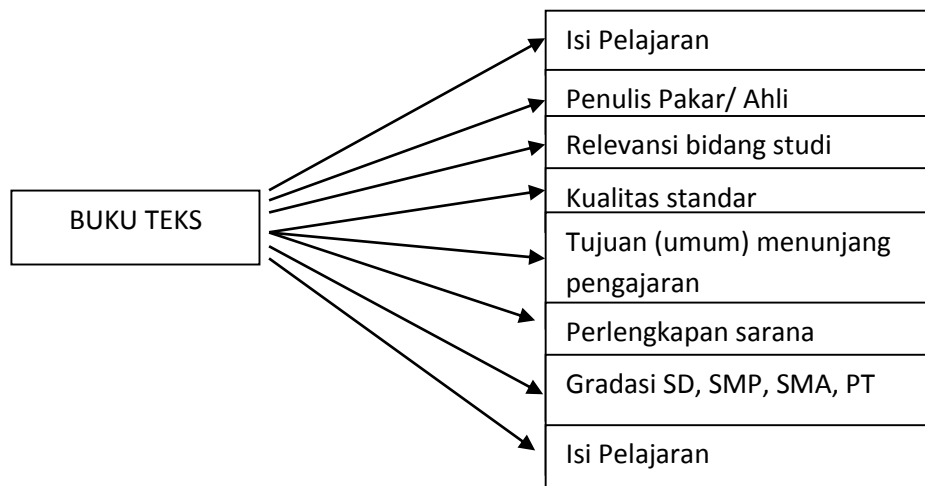 BUKU TEKS
Isi Pelajaran
Penulis Pakar/ Ahli
Relevansi bidang studi
Kualitas standar
Tujuan (umum) menunjang
pengajaran
Perlengkapan sarana
Gradasi SD, SMP, SMA, PT
Isi Pelajaran